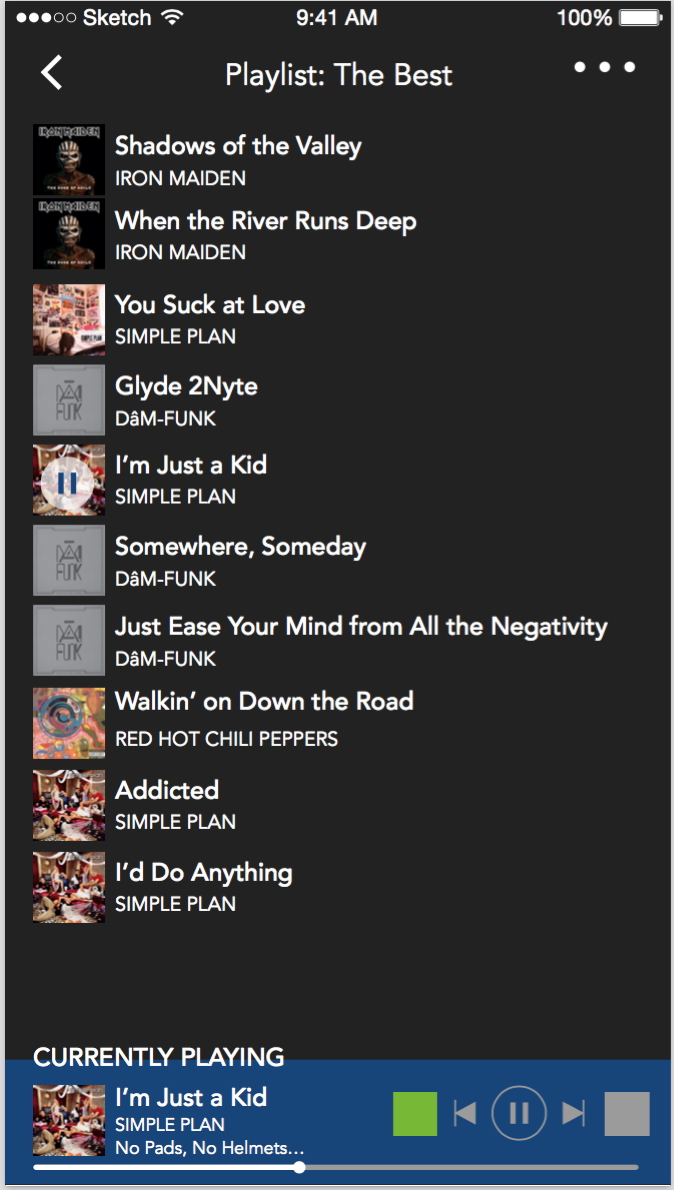 Sketch 9:41 AM 100%
Playlist: The Best
IRON MAIDEN
Shadows of the Valley
IRON MAIDEN
IRON MAIDEN
When the River Runs Deep
IRON MAIDEN
You Suck at Love
SIMPLE PLAN
SIMPLE PLAN
DÂM
FUNK
Glyde 2Nyte
DâM-FUNK
I’m Just a Kid
SIMPLE PLAN
DÂM
FUNK
Somewhere, Someday
DâM-FUNK
DÂM
FUNK
Just Ease Your Mind from All the Negativity
DâM-FUNK
Walkin’ on Down the Road
RED HOT CHILI PEPPERS
Addicted
SIMPLE PLAN
I’d Do Anything
SIMPLE PLAN
CURRENTLY PLAYING
I’m Just a Kid
SIMPLE PLAN
No Pads, No Helmets...